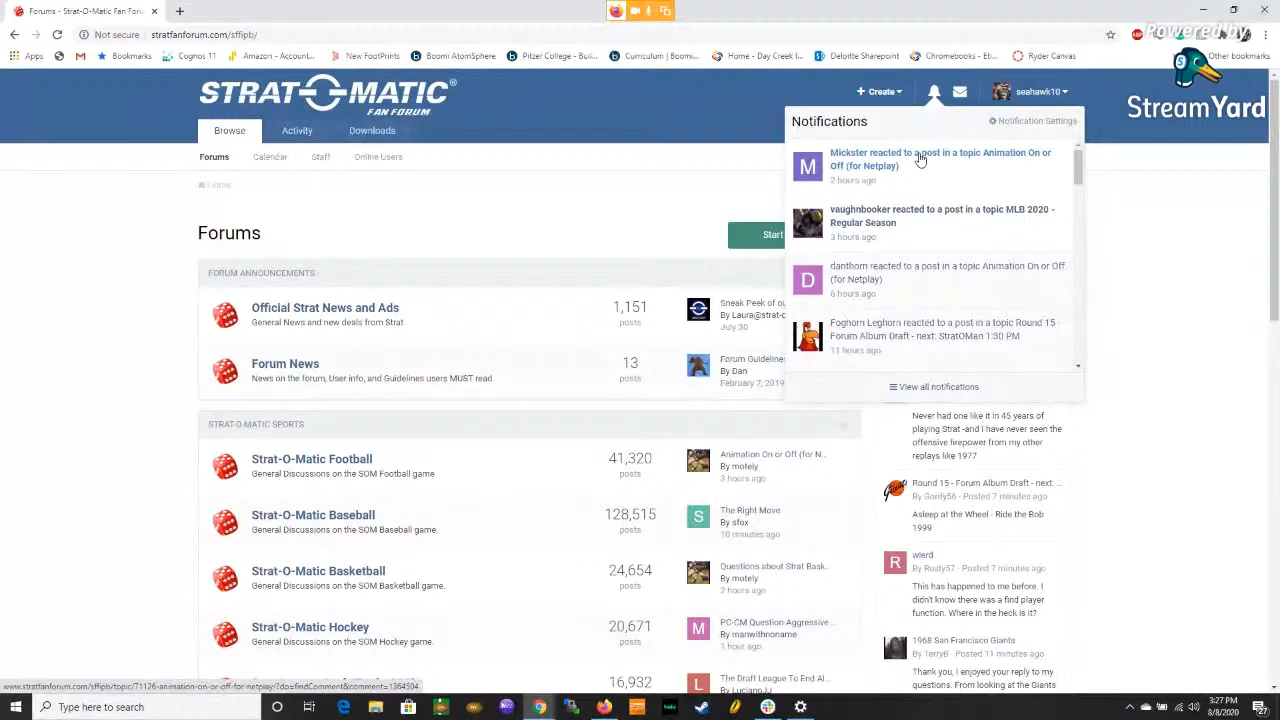 Forums - Strat-O-Matic Fan Forum
Not secure
stratfanforum.com/sffipb/
Powered by
Apps
Bookmarks
Cognos 11
Amazon - Account...
New FootPrints
Boomi AtomSphere
Pitzer College - Buil...
Curriculum | Boomi...
Home - Day Creek I...
Deloitte Sharepoint
Chromebooks - Etic...
Ryder Canvas
Other bookmarks
STRAT-O-MATIC®
FAN FORUM
+ Create
seahawk10
StreamYard
Browse
Activity
Downloads
Forums
Calendar
Staff
Online Users
Home
Notifications
Notification Settings
M
Mickster reacted to a post in a topic Animation On or
Off (for Netplay)
2 hours ago
vaughnbooker reacted to a post in a topic MLB 2020 -
Regular Season
3 hours ago
D
danthom reacted to a post in a topic Animation On or Off
(for Netplay)
6 hours ago
Foghorn Leghorn reacted to a post in a topic Round 15 -
Forum Album Draft - next: StratOMan 1:30 PM
11 hours ago
View all notifications
Forums
Start
FORUM ANNOUNCEMENTS
Official Strat News and Ads
General News and new deals from Strat.
1,151
posts
Sneak Peek of ou
By Laura@strat-o
July 30
Forum News
News on the forum, User info, and Guidelines users MUST read.
13
posts
Forum Guidelines
By Dan
February 7, 2019
STRAT-O-MATIC SPORTS
Strat-O-Matic Football
General Discussions on the SOM Football game.
41,320
posts
Animation On or Off (for N...
By motely
3 hours ago
Strat-O-Matic Baseball
General Discussions on the SOM Baseball game.
128,515
posts
S
The Right Move
By sfox
10 minutes ago
Strat-O-Matic Basketball
General Discussions on the SOM Basketball game.
24,654
posts
Questions about Strat Bask...
By motely
2 hours ago
Strat-O-Matic Hockey
General Discussions on the SOM Hockey game.
20,671
posts
M
PC-CM Question-Aggressive...
By manwithnoname
1 hour ago
16,932
L
The Draft League To End Al...
By LucianoJJ
Never had one like it in 45 years of
playing Strat -and I have never seen the
offensive firepower from my other
replays like 1977
Round 15 - Forum Album Draft - next: ...
By Gordy56 - Posted 7 minutes ago
Asleep at the Wheel - Ride the Bob
1999
R
wierd
By Rusty57 - Posted 7 minutes ago
This has happened to me before. I
didn't know there was a find player
function. Where in the heck is it?
1968 San Francisco Giants
By TerryB - Posted 11 minutes ago
Thank you, I enjoyed your reply to my
questions. From looking at the Giants
www.stratfanforum.com/sffipb/topic/71126-animation-on-or-off-for-netplay/?do=findComment&comment=1364504
Type here to search
hulu
3:27 PM
8/8/2020